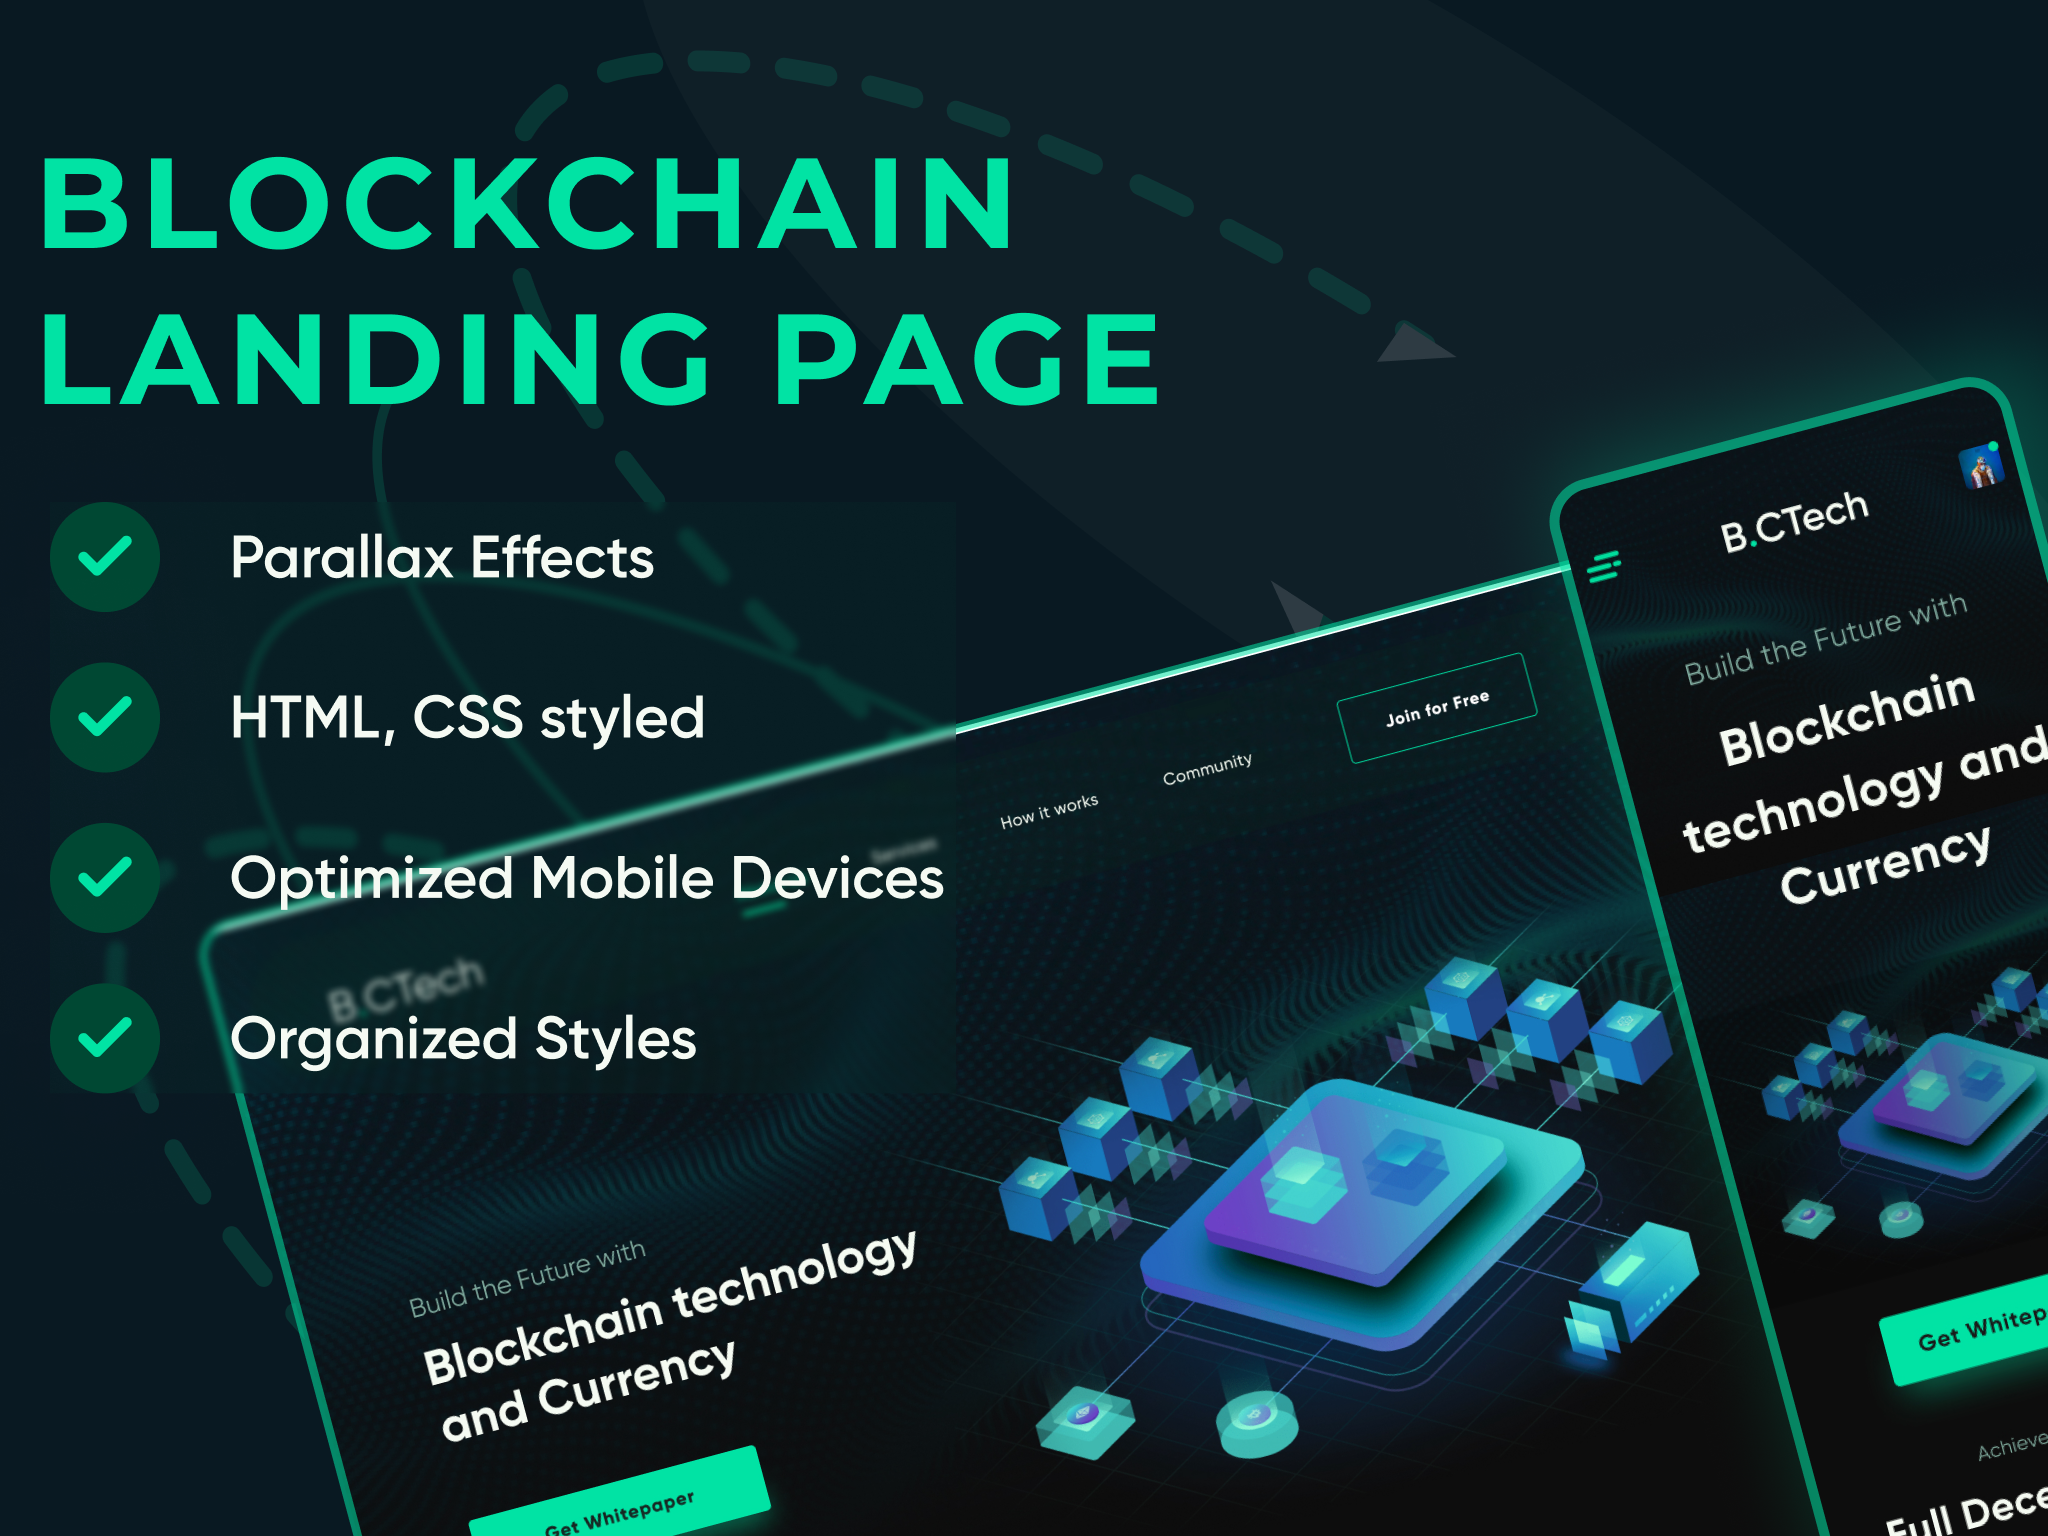 BLOCKCHAIN
LANDING PAGE
Parallax Effects
HTML, CSS styled
Optimized Mobile Devices
Organized Styles
B.CTech
Services
How it works
Community
Join for Free
Build the Future with
Blockchain technology
and Currency
Get Whitepaper
B.CTech
Build the Future with
Blockchain
technology and
Currency
Get Whitep
Achieve
Full Dece